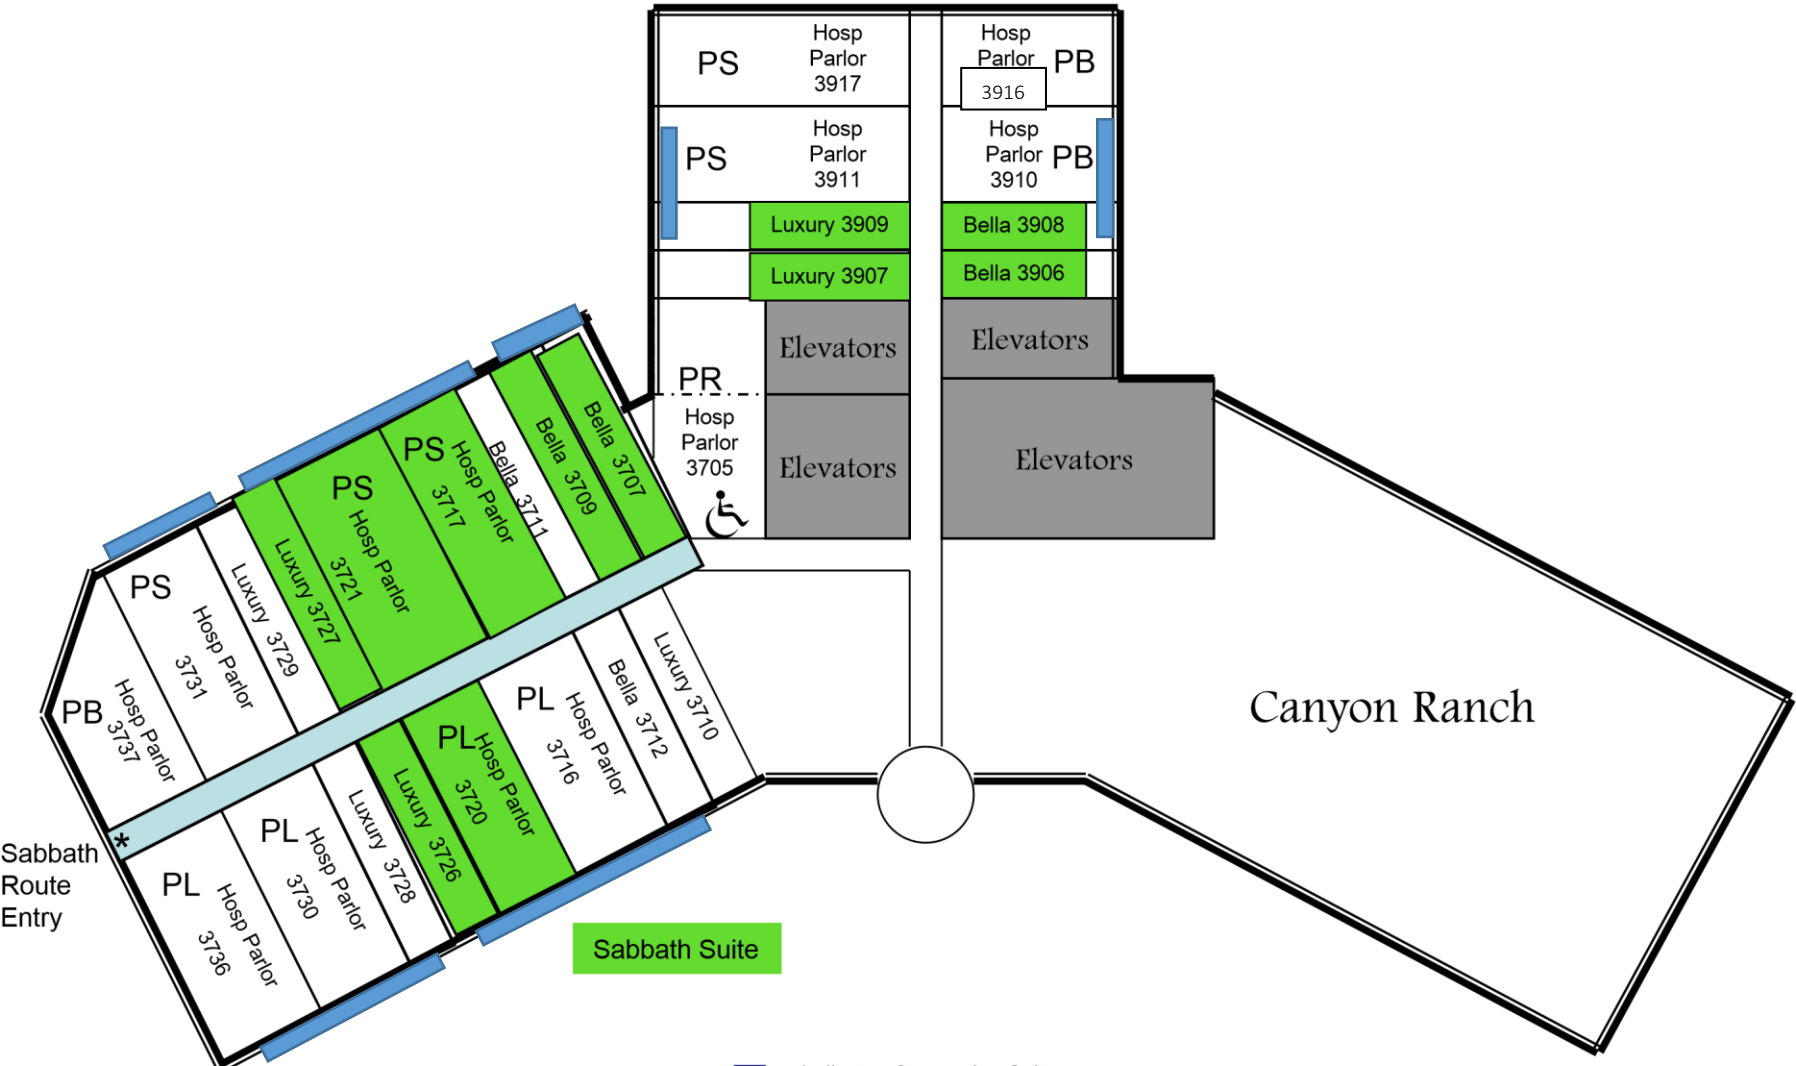 PS
Hosp
Parlor
3917
Hosp
Parlor
3916
PB
PS
Hosp
Parlor
3911
Hosp
Parlor
3910
PB
Luxury 3909
Bella 3908
Luxury 3907
Bella 3906
Elevators
Elevators
PR
Hosp
Parlor
3705
Elevators
Elevators
Bella 3707
Bella 3709
Bella 3711
PS
Hosp Parlor
3717
PS
Hosp Parlor
3721
Luxury 3727
Luxury 3729
PS
Hosp Parlor
3731
PB
Hosp Parlor
3737
Luxury 3710
Bella 3712
PL
Hosp Parlor
3716
PL
Hosp Parlor
3720
Luxury 3726
Luxury 3728
PL
Hosp Parlor
3730
PL
Hosp Parlor
3736
*
Sabbath
Route
Entry
Canyon Ranch
Sabbath Suite